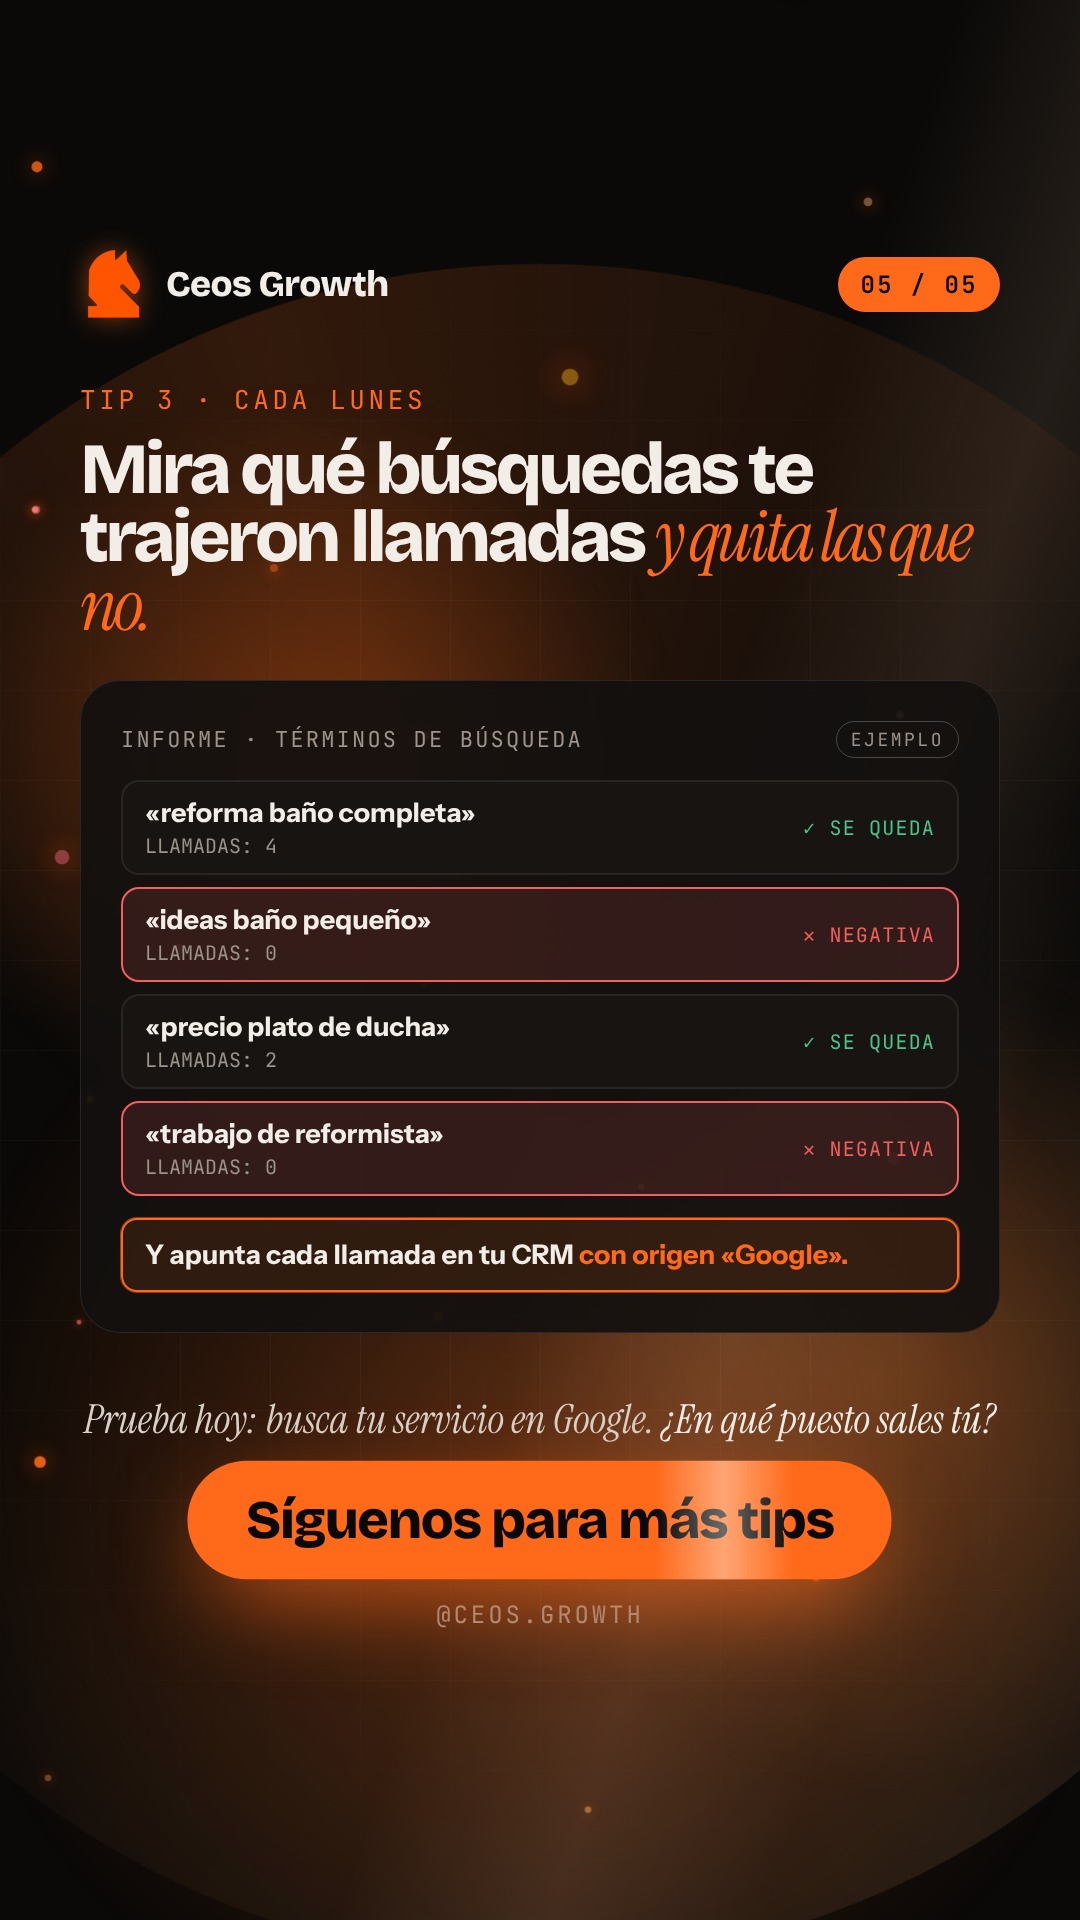 Ceos Growth
05 / 05
TIP 3 · CADA LUNES
Mira qué búsquedas te
trajeron llamadas y quita las que
no.
INFORME · TÉRMINOS DE BÚSQUEDA
EJEMPLO
«reforma baño completa»
LLAMADAS: 4
✓ SE QUEDA
«ideas baño pequeño»
LLAMADAS: 0
✕ NEGATIVA
«precio plato de ducha»
LLAMADAS: 2
✓ SE QUEDA
«trabajo de reformista»
LLAMADAS: 0
✕ NEGATIVA
Y apunta cada llamada en tu CRM con origen «Google».
Prueba hoy: busca tu servicio en Google. ¿En qué puesto sales tú?
Síguenos para más tips
@CEOS.GROWTH